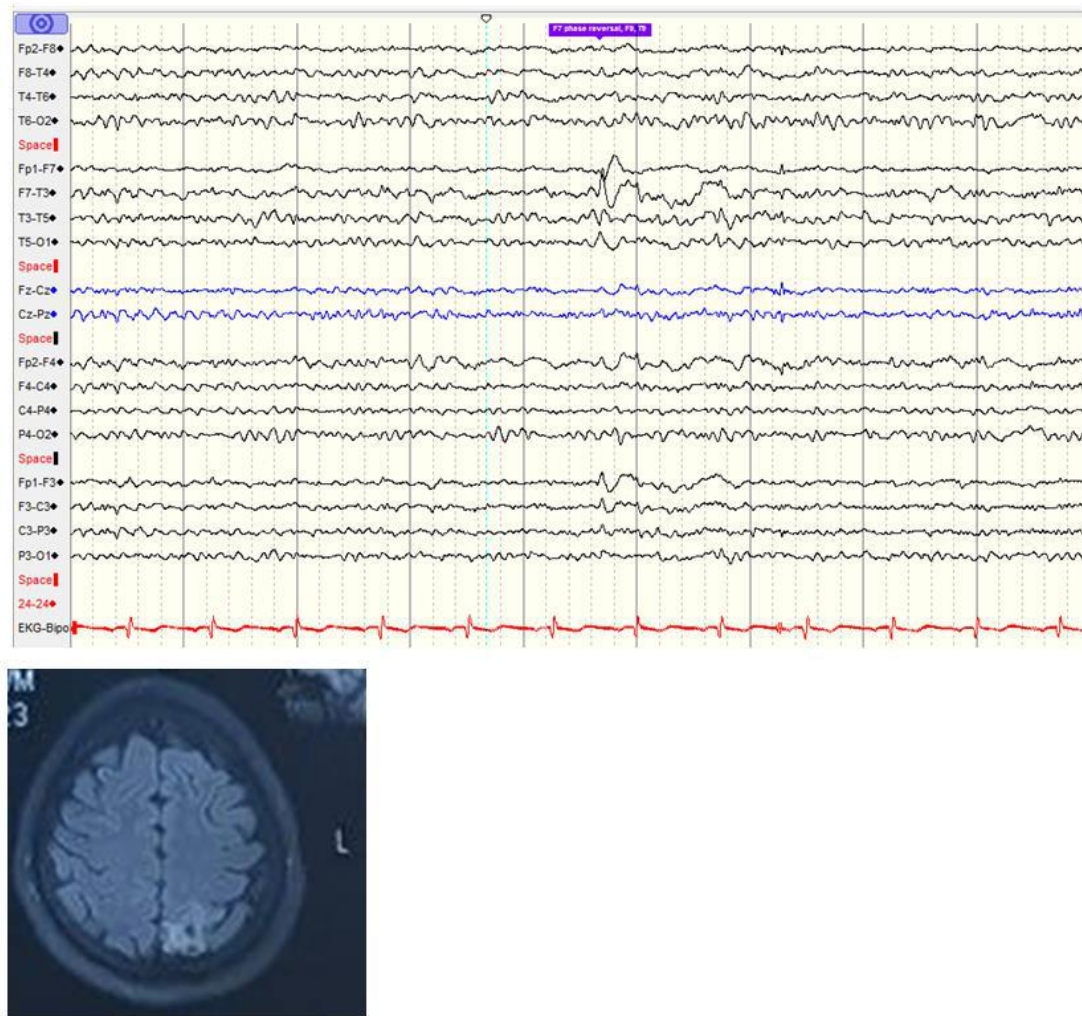 F7 phase reversal, F9, T9
Fp2-F8
F8-T4
T4-T6
T6-O2
Space
Fp1-F7
F7-T3
T3-T5
T5-O1
Space
Fz-Cz
Cz-Pz
Space
Fp2-F4
F4-C4
C4-P4
P4-O2
Space
Fp1-F3
F3-C3
C3-P3
P3-O1
Space
24-24
EKG-Bipo
L